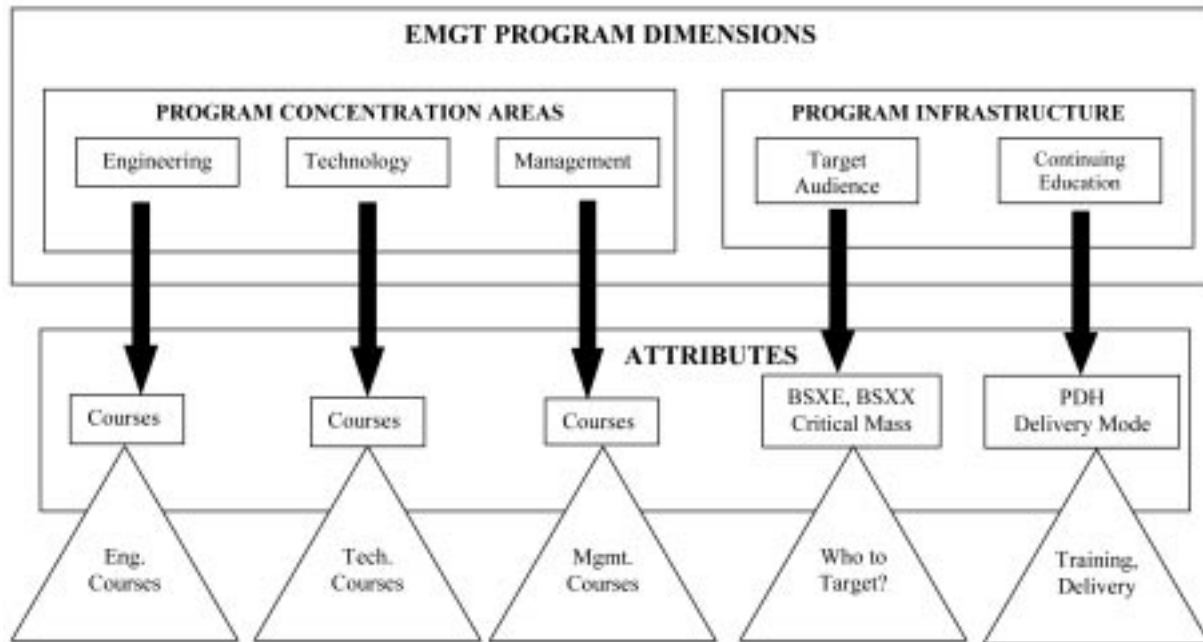 EMGT PROGRAM DIMENSIONS
PROGRAM CONCENTRATION AREAS
Engineering
Technology
Management
PROGRAM INFRASTRUCTURE
Target
Audience
Continuing
Education
ATTRIBUTES
Courses
Courses
Courses
BSXE, BSXX
Critical Mass
PDH
Delivery Mode
Eng.
Courses
Tech.
Courses
Mgmt.
Courses
Who to
Target?
Training,
Delivery